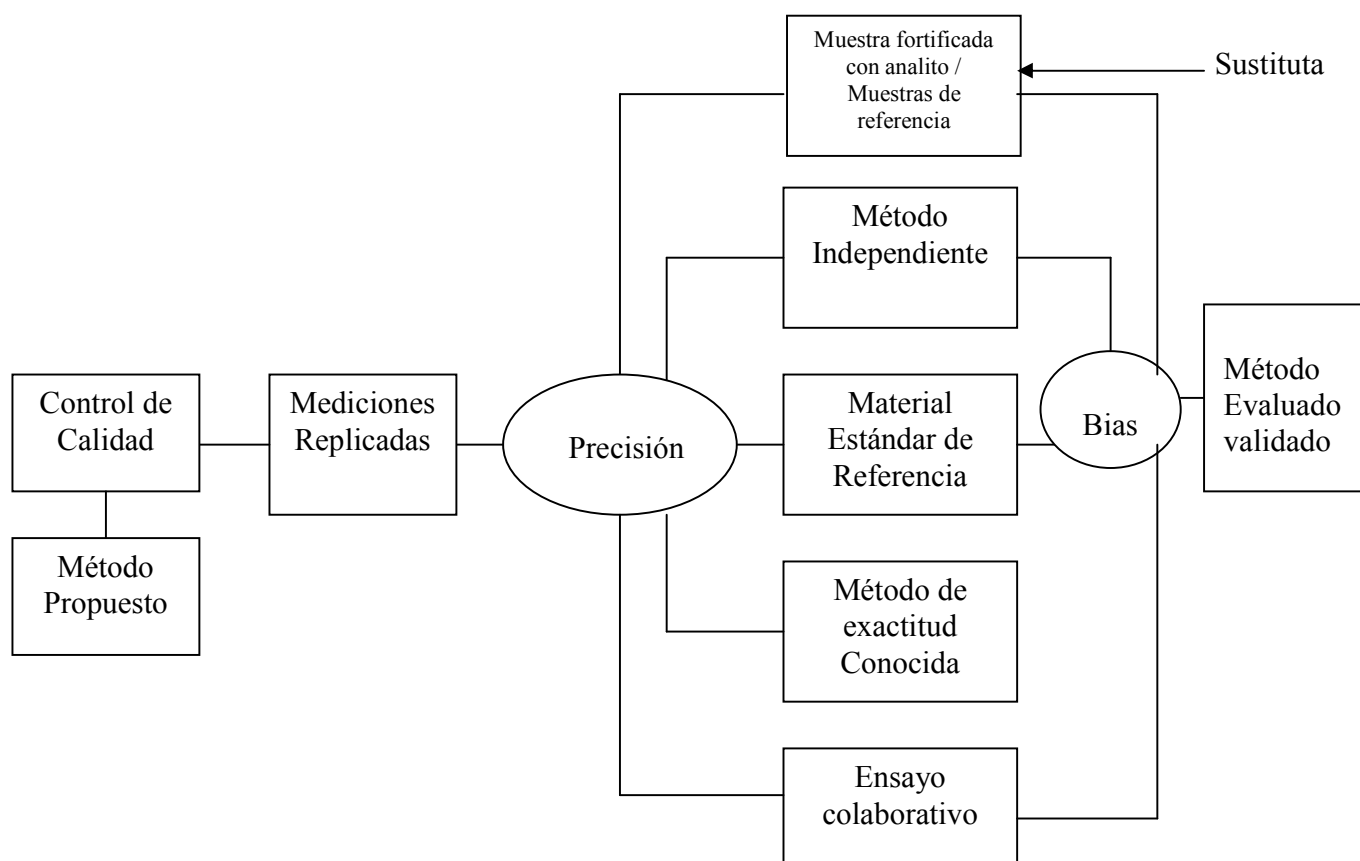 Muestra fortificada
con analito /
Muestras de
referencia
Sustituta
Método
Independiente
Control de
Calidad
Mediciones
Replicadas
Precisión
Material
Estándar de
Referencia
Bias
Método
Evaluado
validado
Método
Propuesto
Método de
exactitud
Conocida
Ensayo
colaborativo